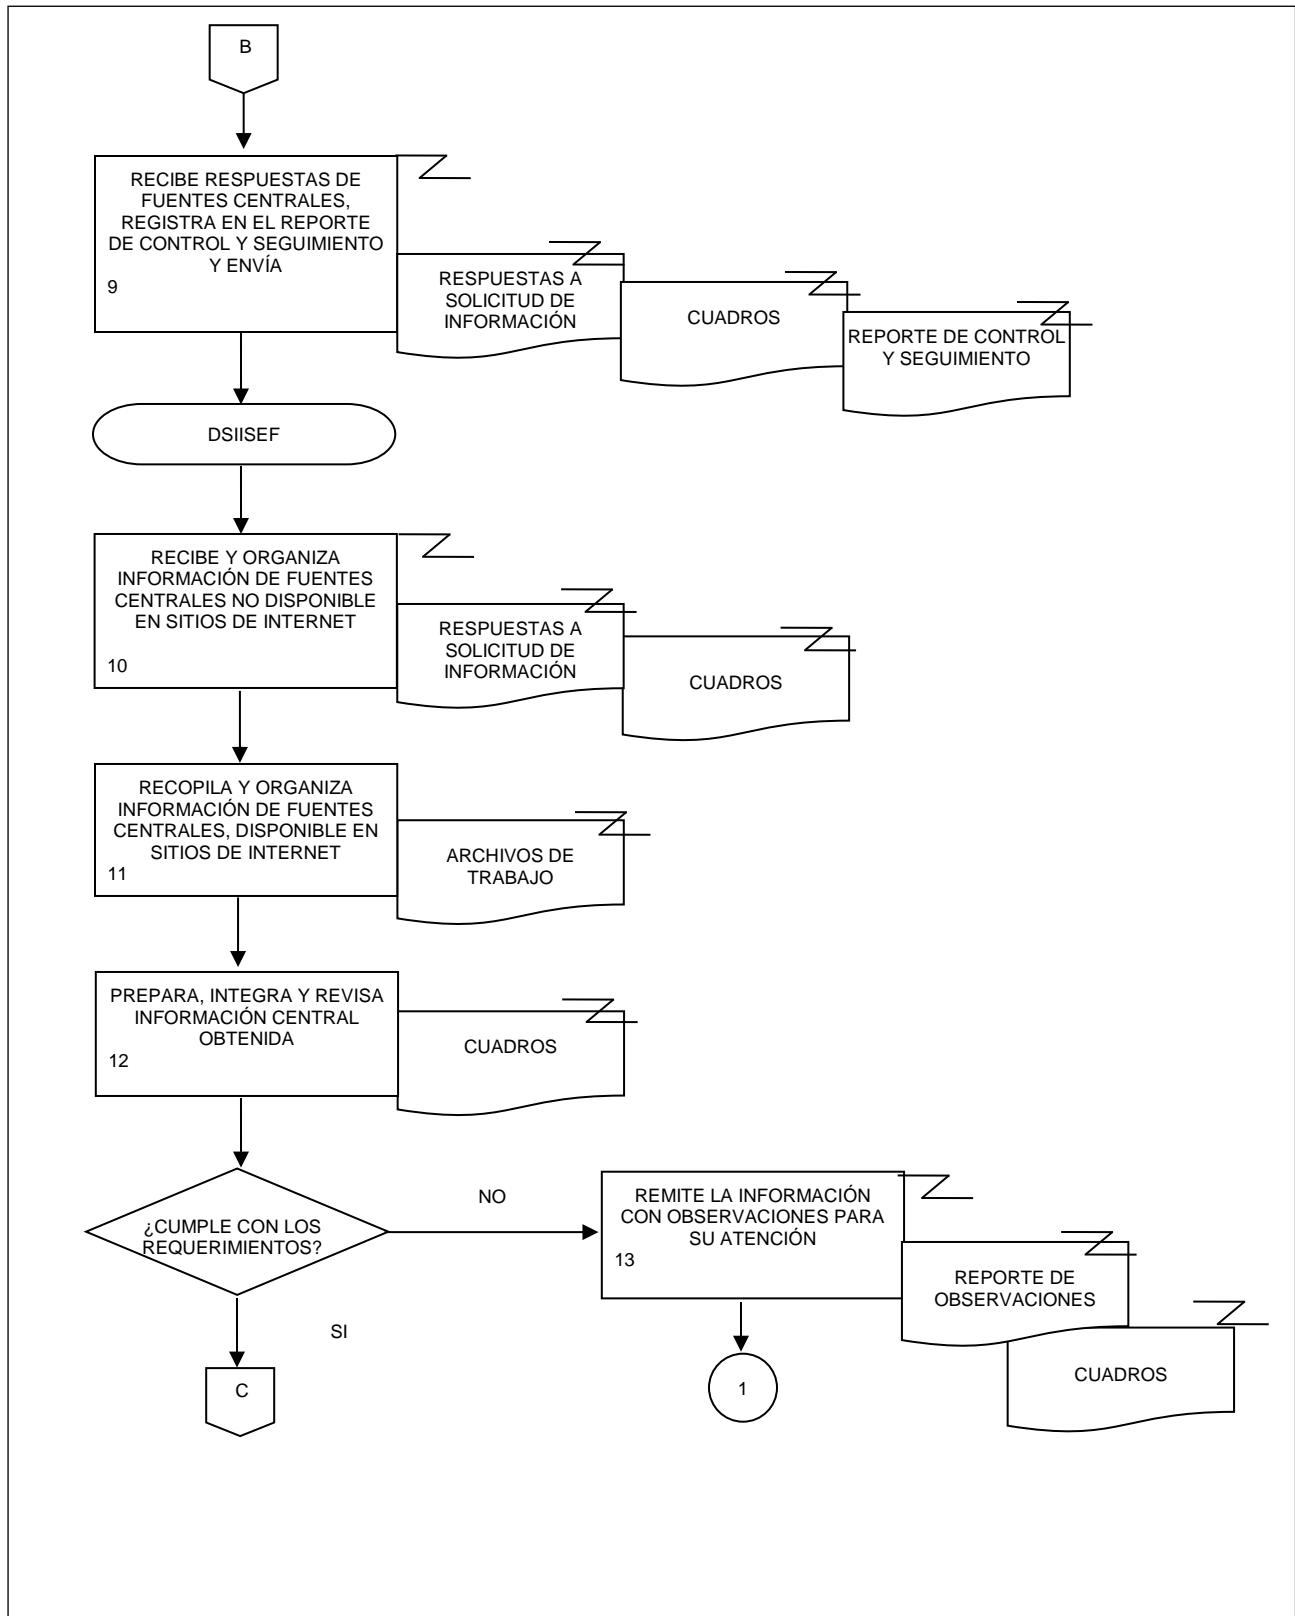 B
RECIBE RESPUESTAS DE
FUENTES CENTRALES,
REGISTRA EN EL REPORTE
DE CONTROL Y SEGUIMIENTO
Y ENVÍA
9
RESPUESTAS A
SOLICITUD DE
INFORMACIÓN
CUADROS
REPORTE DE CONTROL
Y SEGUIMIENTO
DSIISEF
RECIBE Y ORGANIZA
INFORMACIÓN DE FUENTES
CENTRALES NO DISPONIBLE
EN SITIOS DE INTERNET
10
RESPUESTAS A
SOLICITUD DE
INFORMACIÓN
CUADROS
RECOPILA Y ORGANIZA
INFORMACIÓN DE FUENTES
CENTRALES, DISPONIBLE EN
SITIOS DE INTERNET
11
ARCHIVOS DE
TRABAJO
PREPARA, INTEGRA Y REVISA
INFORMACIÓN CENTRAL
OBTENIDA
12
CUADROS
¿CUMPLE CON LOS
REQUERIMIENTOS?
NO
REMITE LA INFORMACIÓN
CON OBSERVACIONES PARA
SU ATENCIÓN
13
REPORTE DE
OBSERVACIONES
CUADROS
SI
C
1